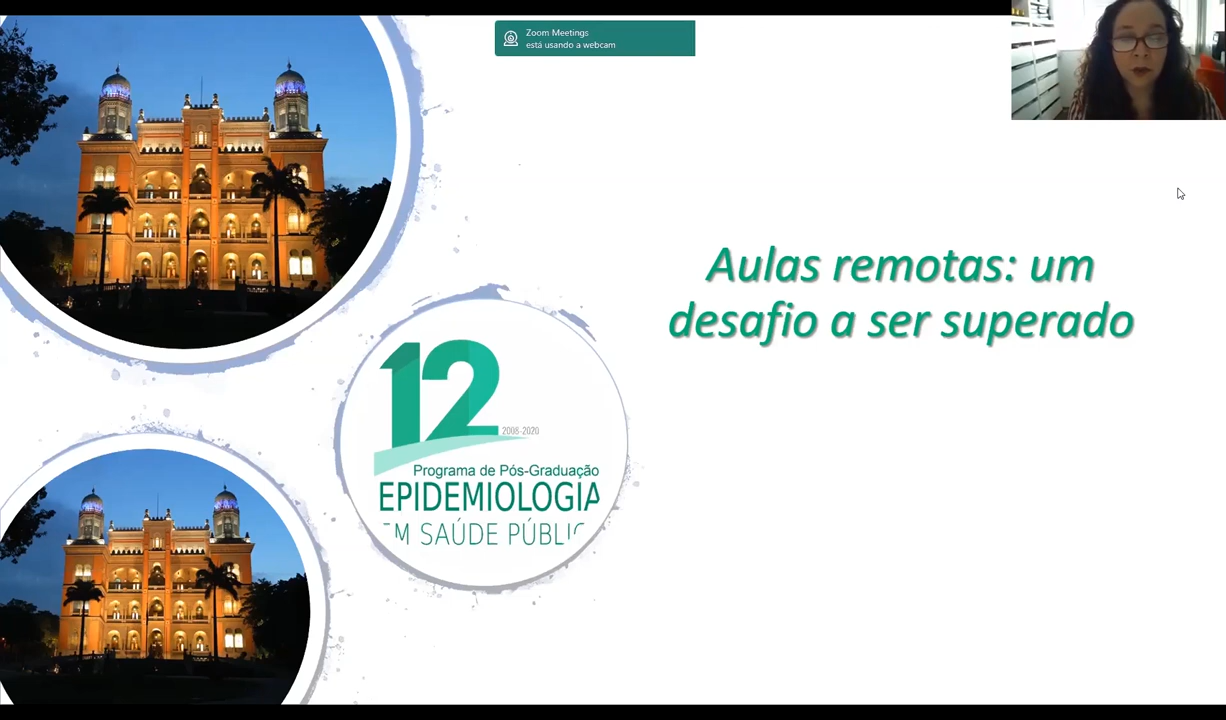 Zoom Meetings
está usando a webcam
Aulas remotas: um
desafio a ser superado
12
2008-2020
Programa de Pós-Graduação
EPIDEMIOLOGIA
EM SAÚDE PÚBLIC